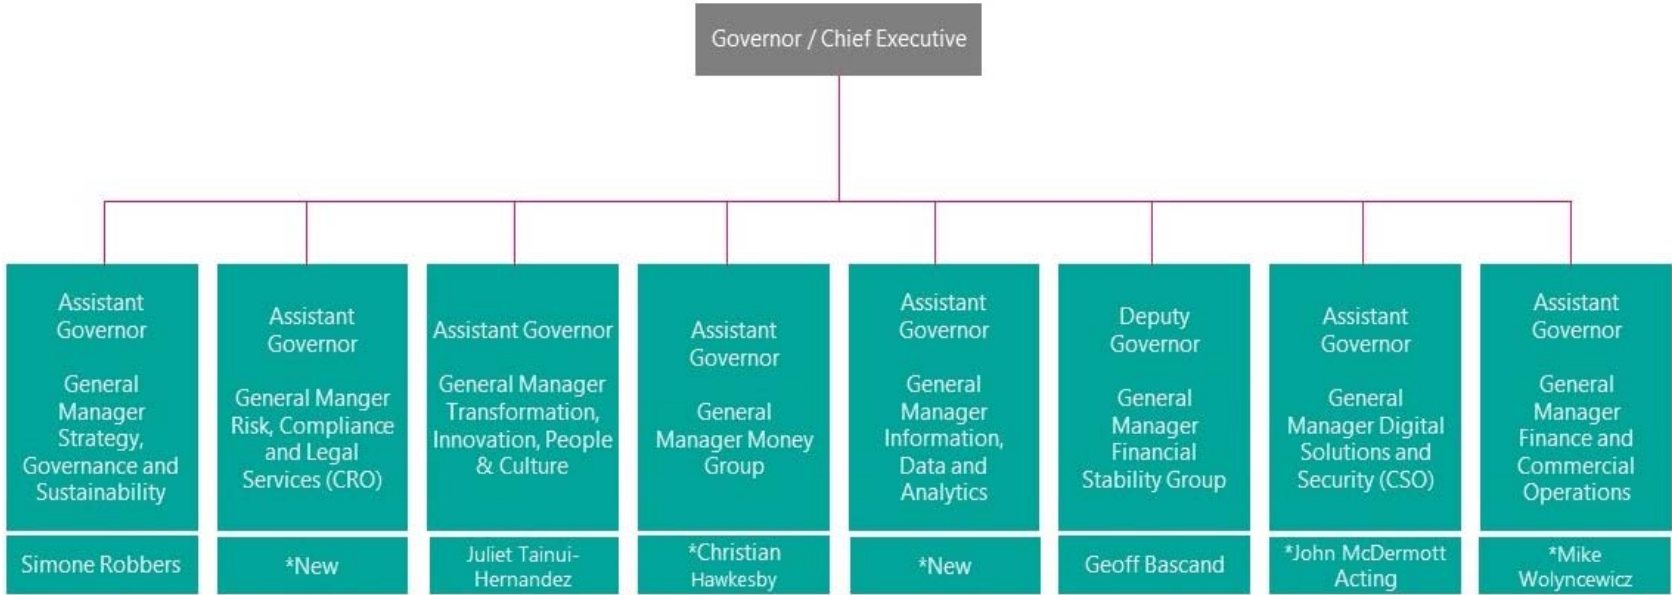 Governor / Chief Executive
Assistant
Governor
General
Manager
Strategy,
Governance and
Sustainability
Simone Robbers
Assistant
Governor
General Manger
Risk, Compliance
and Legal
Services (CRO)
*New
Assistant Governor
General Manager
Transformation,
Innovation, People
& Culture
Juliet Tainui-
Hernandez
Assistant
Governor
General
Manager Money
Group
*Christian
Hawkesby
Assistant
Governor
General
Manager
Information,
Data and
Analytics
*New
Deputy
Governor
General
Manager
Financial
Stability Group
Geoff Bascand
Assistant
Governor
General
Manager Digital
Solutions and
Security (CSO)
*John McDermott
Acting
Assistant
Governor
General
Manager
Finance and
Commercial
Operations
*Mike
Wolyncewicz